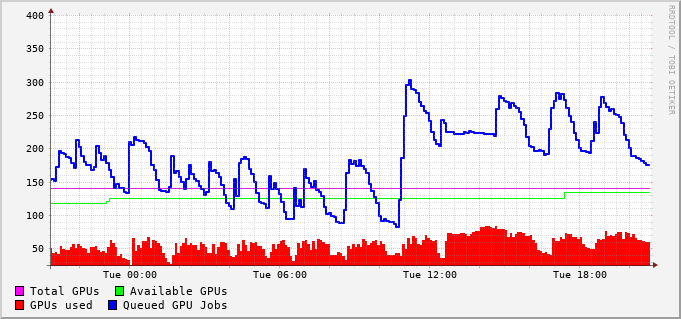 400
350
300
250
200
150
100
50
Tue 00:00 Tue 06:00 Tue 12:00 Tue 18:00
Total GPUs Available GPUs
GPUs used Queued GPU Jobs
RRDTOOL / TOBI OETIKER